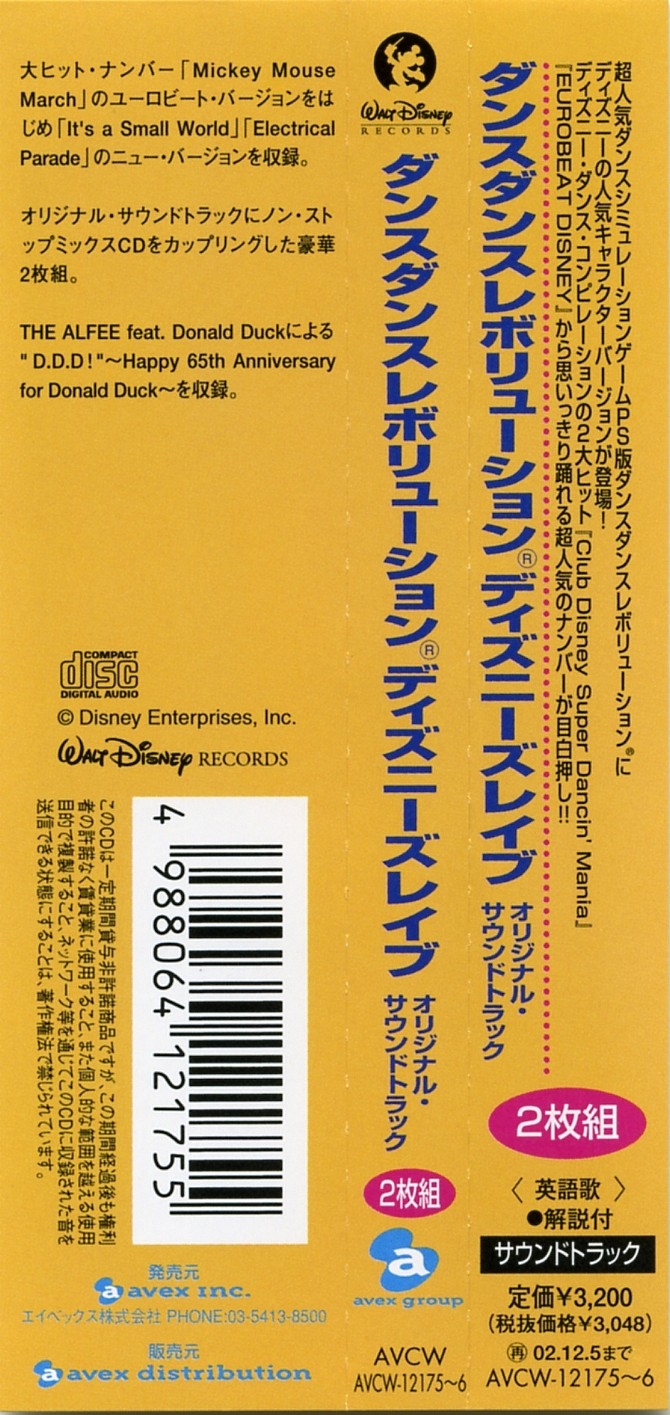 大ヒット・ナンバー「Mickey Mouse
March」のユーロビート・バージョンをは
じめ「It's a Small World」「Electrical
Parade」のニュー・バージョンを収録。
オリジナル・サウンドトラックにノン・スト
ップミックスCDをカップリングした豪華
2枚組。
THE ALFEE feat. Donald Duckによる
"D.D.D!"～Happy 65th Anniversary
for Donald Duck～を収録。
COMPACT
disc
DIGITAL AUDIO
© Disney Enterprises, Inc.
WALT DISNEY RECORDS
このCDは一定期間貸与非許諾商品ですが、この期間経過後も権利
者の許諾なく賃貸業に使用すること、また個人的な範囲を越える使用
目的で複製すること、ネットワーク等を通じてこのCDに収録された音を
送信できる状態にすることは、著作権法で禁じられています。
4 988064 121755
発売元
a avex inc.
エイベックス株式会社 PHONE:03-5413-8500
販売元
a avex distribution
WALT DISNEY
RECORDS
ダンスダンスレボリューション® ディズニーズレイブ
オリジナル・
サウンドトラック
2枚組
a
avex group
AVCW
AVCW-12175～6
超人気ダンスシミュレーションゲームPS版ダンスダンスレボリューション®に
ディズニーの人気キャラクターバージョンが登場！
ディズニー・ダンス・コンピレーションの2大ヒット『Club Disney Super Dancin' Mania』
『EUROBEAT DISNEY』から思いっきり踊れる超人気のナンバーが目白押し!!
ダンスダンスレボリューション® ディズニーズレイブ
オリジナル・
サウンドトラック
2枚組
〈 英語歌 〉
●解説付
サウンドトラック
定価¥3,200
(税抜価格¥3,048)
再 02.12.5まで
AVCW-12175～6